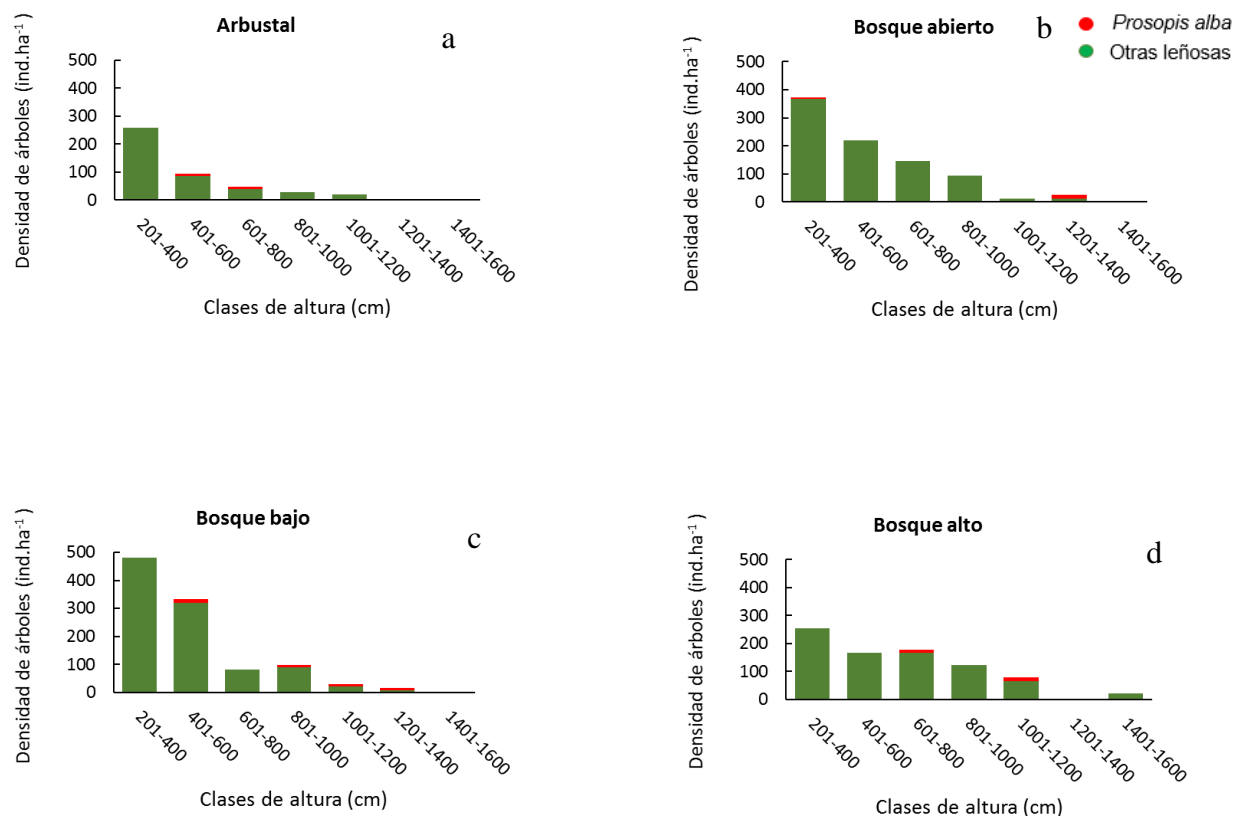 Arbustal
a
Densidad de árboles (ind.ha⁻¹ )
500
400
300
200
100
0
201-400
401-600
601-800
801-1000
1001-1200
1201-1400
1401-1600
Clases de altura (cm)
Bosque abierto
b
Prosopis alba
Otras leñosas
Densidad de árboles (ind.ha⁻¹ )
500
400
300
200
100
0
201-400
401-600
601-800
801-1000
1001-1200
1201-1400
1401-1600
Clases de altura (cm)
Bosque bajo
c
Densidad de árboles (ind.ha⁻¹ )
500
400
300
200
100
0
201-400
401-600
601-800
801-1000
1001-1200
1201-1400
1401-1600
Clases de altura (cm)
Bosque alto
d
Densidad de árboles (ind.ha⁻¹ )
500
400
300
200
100
0
201-400
401-600
601-800
801-1000
1001-1200
1201-1400
1401-1600
Clases de altura (cm)